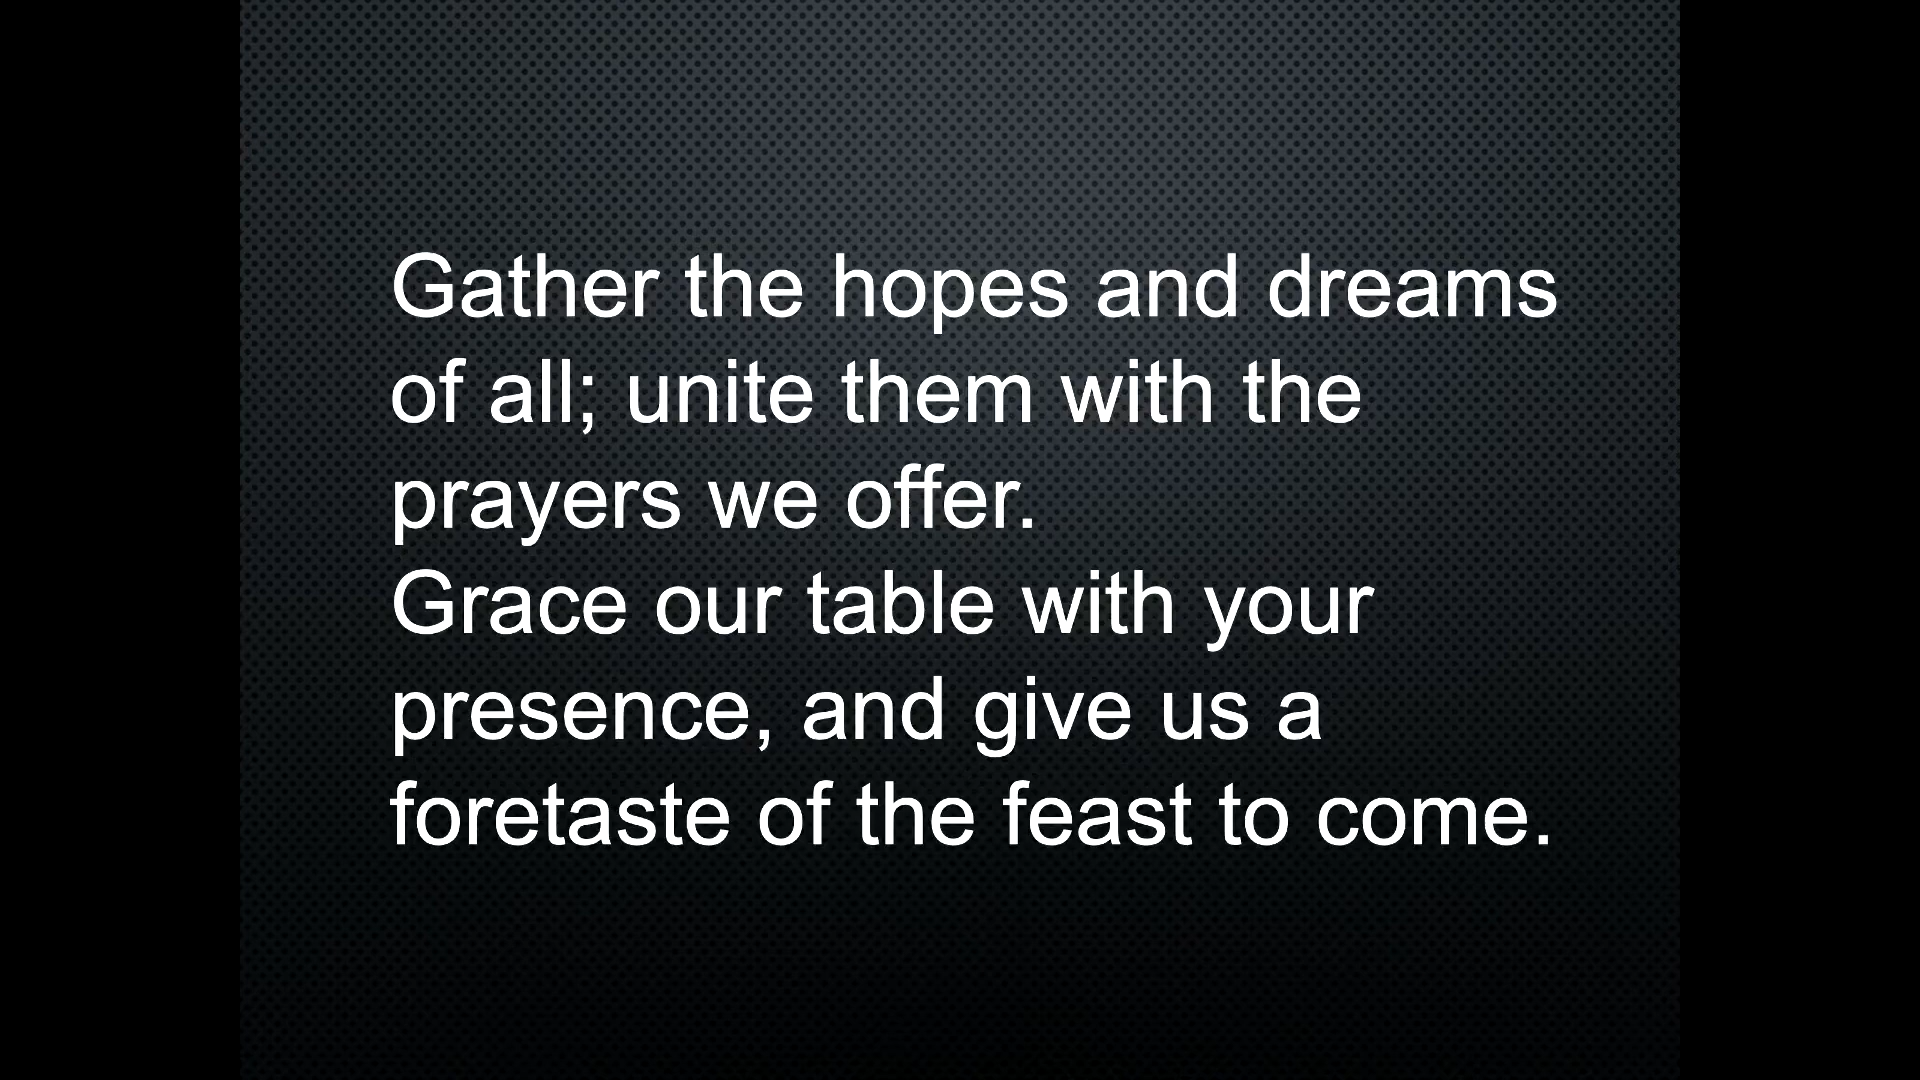 Gather the hopes and dreams
of all; unite them with the
prayers we offer.
Grace our table with your
presence, and give us a
foretaste of the feast to come.